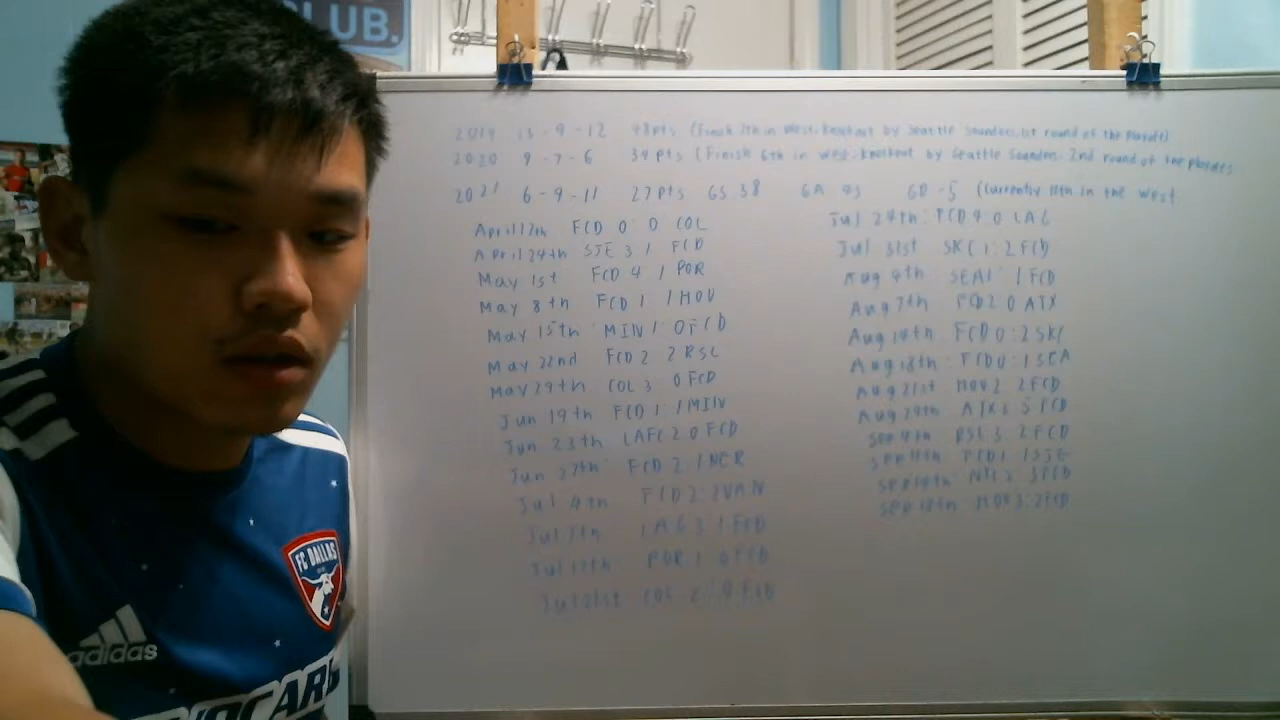 CLUB.
2019 13-9-12 48pts (Finish 7th in West, knockout by Seattle Sounders, 1st round of the playoffs)
2020 9-7-6 34pts (Finish 6th in west, knockout by Seattle Sounders, 2nd round of the playoffs
2021 6-9-11 27pts GS 38 GA 43 GD -5 (Currently 11th in the West
April 17th FCD 0:0 COL
April 24th SJE 3 1 FCD
May 1st FCD 4 1 POR
May 8th FCD 1 1 HOU
May 15th MIN 1:0 FCD
May 22nd FCD 2 2 RSL
May 29th COL 3 0 FCD
Jun 19th FCD 1:1 MIN
Jun 23th LAFC 2:0 FCD
Jun 27th FCD 2:1 NER
Jul 4th FCD 2:2 VAN
Jul 7th LAG 3 1 FCD
Jul 17th POR 1 0 FCD
Jul 21st COL 2 0 FCD
Jul 24th FCD 4:0 LAG
Jul 31st SKC 1:2 FCD
Aug 4th SEA 1 1 FCD
Aug 7th FCD 2:0 ATX
Aug 14th FCD 0:2 SKC
Aug 18th FCD 0:1 SEA
Aug 21st HOU 2 2 FCD
Aug 29th ATX 3 5 FCD
Sep 4th RSL 3 2 FCD
Sep FCD 1 1 SJE
Sep 3 3 FCD
Sep 18th HOU 3:2 FCD
FC DALLAS
adidas